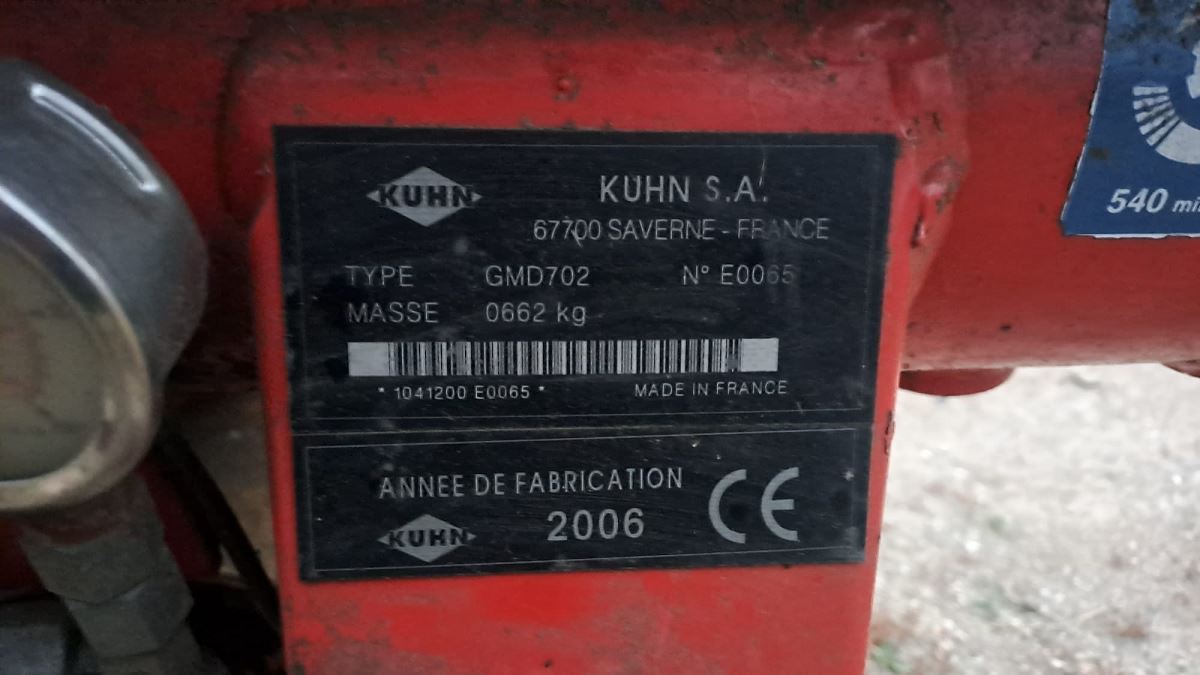 KUHN
KUHN S.A.
67700 SAVERNE - FRANCE
TYPE GMD702 N° E0065
MASSE 0662 kg
* 1041200 E0065 *
MADE IN FRANCE
ANNEE DE FABRICATION
KUHN
2006
CE
540